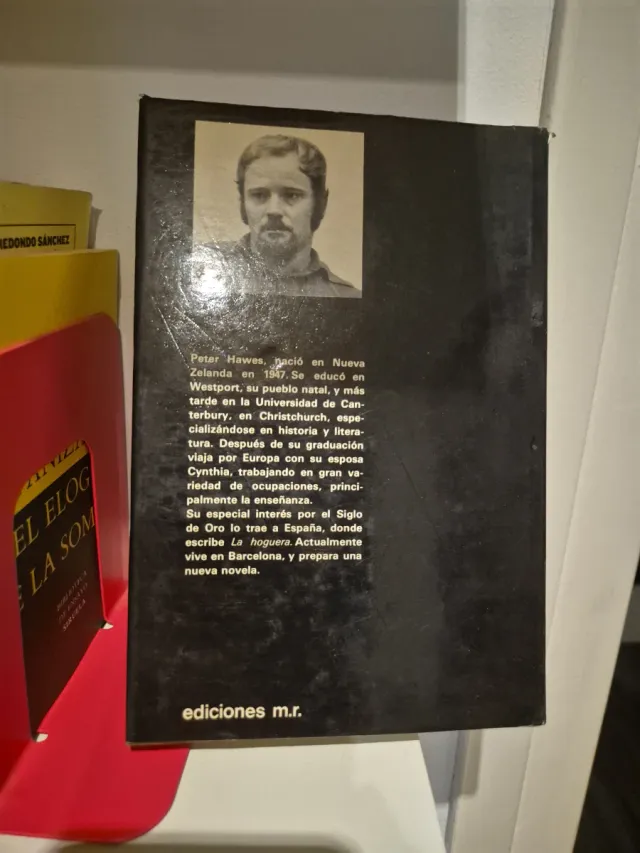 REDONDO SÁNCHEZ
EL ELOG
LA SOM
BIBLIOTECA
DE ENSAYO
SIRUELA
Peter Hawes, nació en Nueva
Zelanda en 1947. Se educó en
Westport, su pueblo natal, y más
tarde en la Universidad de Can-
terbury, en Christchurch, espe-
cializándose en historia y litera-
tura. Después de su graduación
viaja por Europa con su esposa
Cynthia, trabajando en gran va-
riedad de ocupaciones, princi-
palmente la enseñanza.
Su especial interés por el Siglo
de Oro lo trae a España, donde
escribe La hoguera. Actualmente
vive en Barcelona, y prepara una
nueva novela.
ediciones m.r.